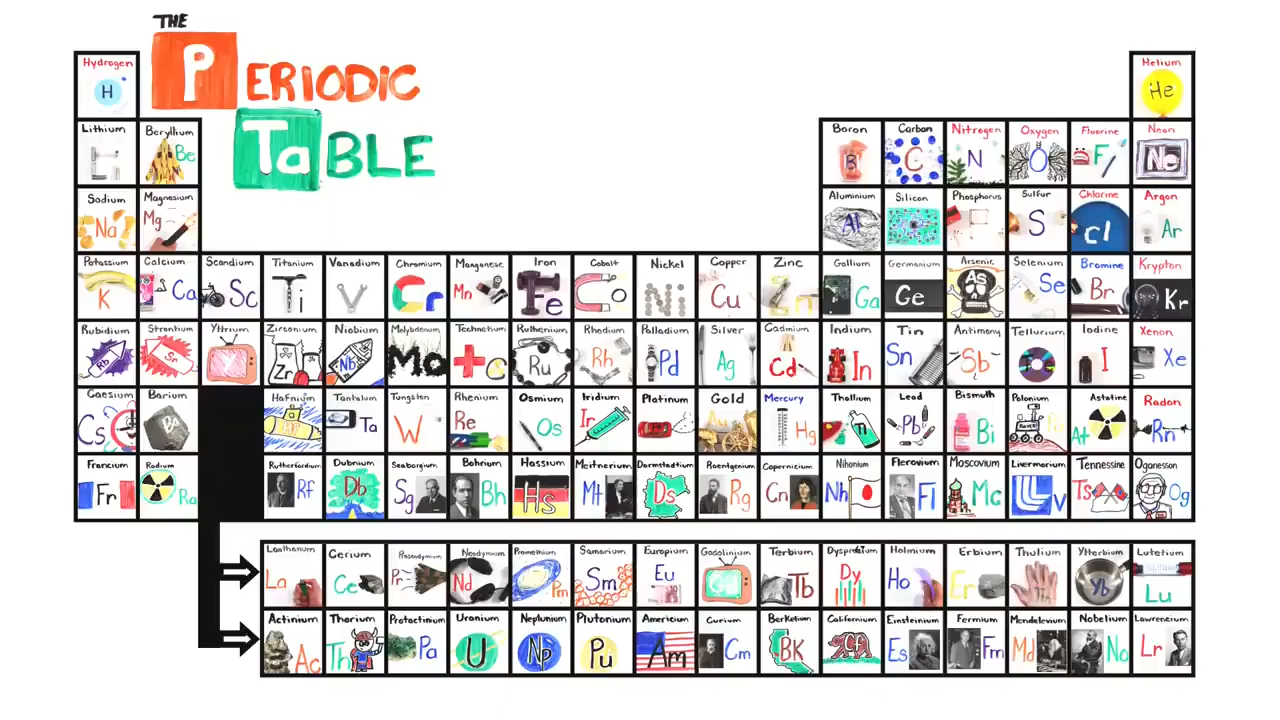 THE
PERIODIC
TaBLE
Hydrogen
H
Helium
He
Lithium
Li
Beryllium
Be
Boron
B
Carbon
C
Nitrogen
N
Oxygen
O
Fluorine
F
Neon
Ne
Sodium
Na
Magnesium
Mg
Aluminium
Al
Silicon
Phosphorus
Sulfur
S
Chlorine
cl
Argon
Ar
Potassium
K
Calcium
Ca
Scandium
Sc
Titanium
Ti
Vanadium
V
Chromium
Cr
Manganese
Mn
Iron
Fe
Cobalt
Co
Nickel
Ni
Copper
Cu
Zinc
Zn
Gallium
Ga
Germanium
Ge
Arsenic
As
Selenium
Se
Bromine
Br
Krypton
Kr
Rubidium
Rb
Strontium
Sr
Yttrium
Zirconium
Zr
Niobium
Nb
Molybdenum
Mo
Technetium
c
Ruthenium
Ru
Rhodium
Rh
Palladium
Pd
Silver
Ag
Cadmium
Cd
Indium
In
Tin
Sn
Antimony
Sb
Tellurium
Iodine
I
Xenon
Xe
Caesium
Cs
Barium
Ba
Hafnium
Hf
Tantalum
Ta
Tungsten
W
Rhenium
Re
Osmium
Os
Iridium
Ir
Platinum
Gold
Au
Mercury
Hg
Thallium
Tl
Lead
Pb
Bismuth
Bi
Polonium
Po
Astatine
At
Radon
Rn
Francium
Fr
Radium
Ra
Rutherfordium
Rf
Dubnium
Db
Seaborgium
Sg
Bohrium
Bh
Hassium
Hs
Meitnerium
Mt
Darmstadtium
Ds
Roentgenium
Rg
Copernicium
Cn
Nihonium
Nh
Flerovium
Fl
Moscovium
Mc
Livermorium
Lv
Tennessine
Ts
Oganesson
Og
Lanthanum
La
Cerium
Ce
Praseodymium
Pr
Neodymium
Nd
Promethium
Pm
Samarium
Sm
Europium
Eu
Gadolinium
Terbium
Tb
Dysprosium
Dy
Holmium
Ho
Erbium
Er
Thulium
Ytterbium
Yb
Lutetium
Lu
Actinium
Ac
Thorium
Th
Protactinium
Pa
Uranium
U
Neptunium
Np
Plutonium
Pu
Americium
Am
Curium
Cm
Berkelium
BK
Californium
Einsteinium
Es
Fermium
Fm
Mendelevium
Md
Nobelium
No
Lawrencium
Lr